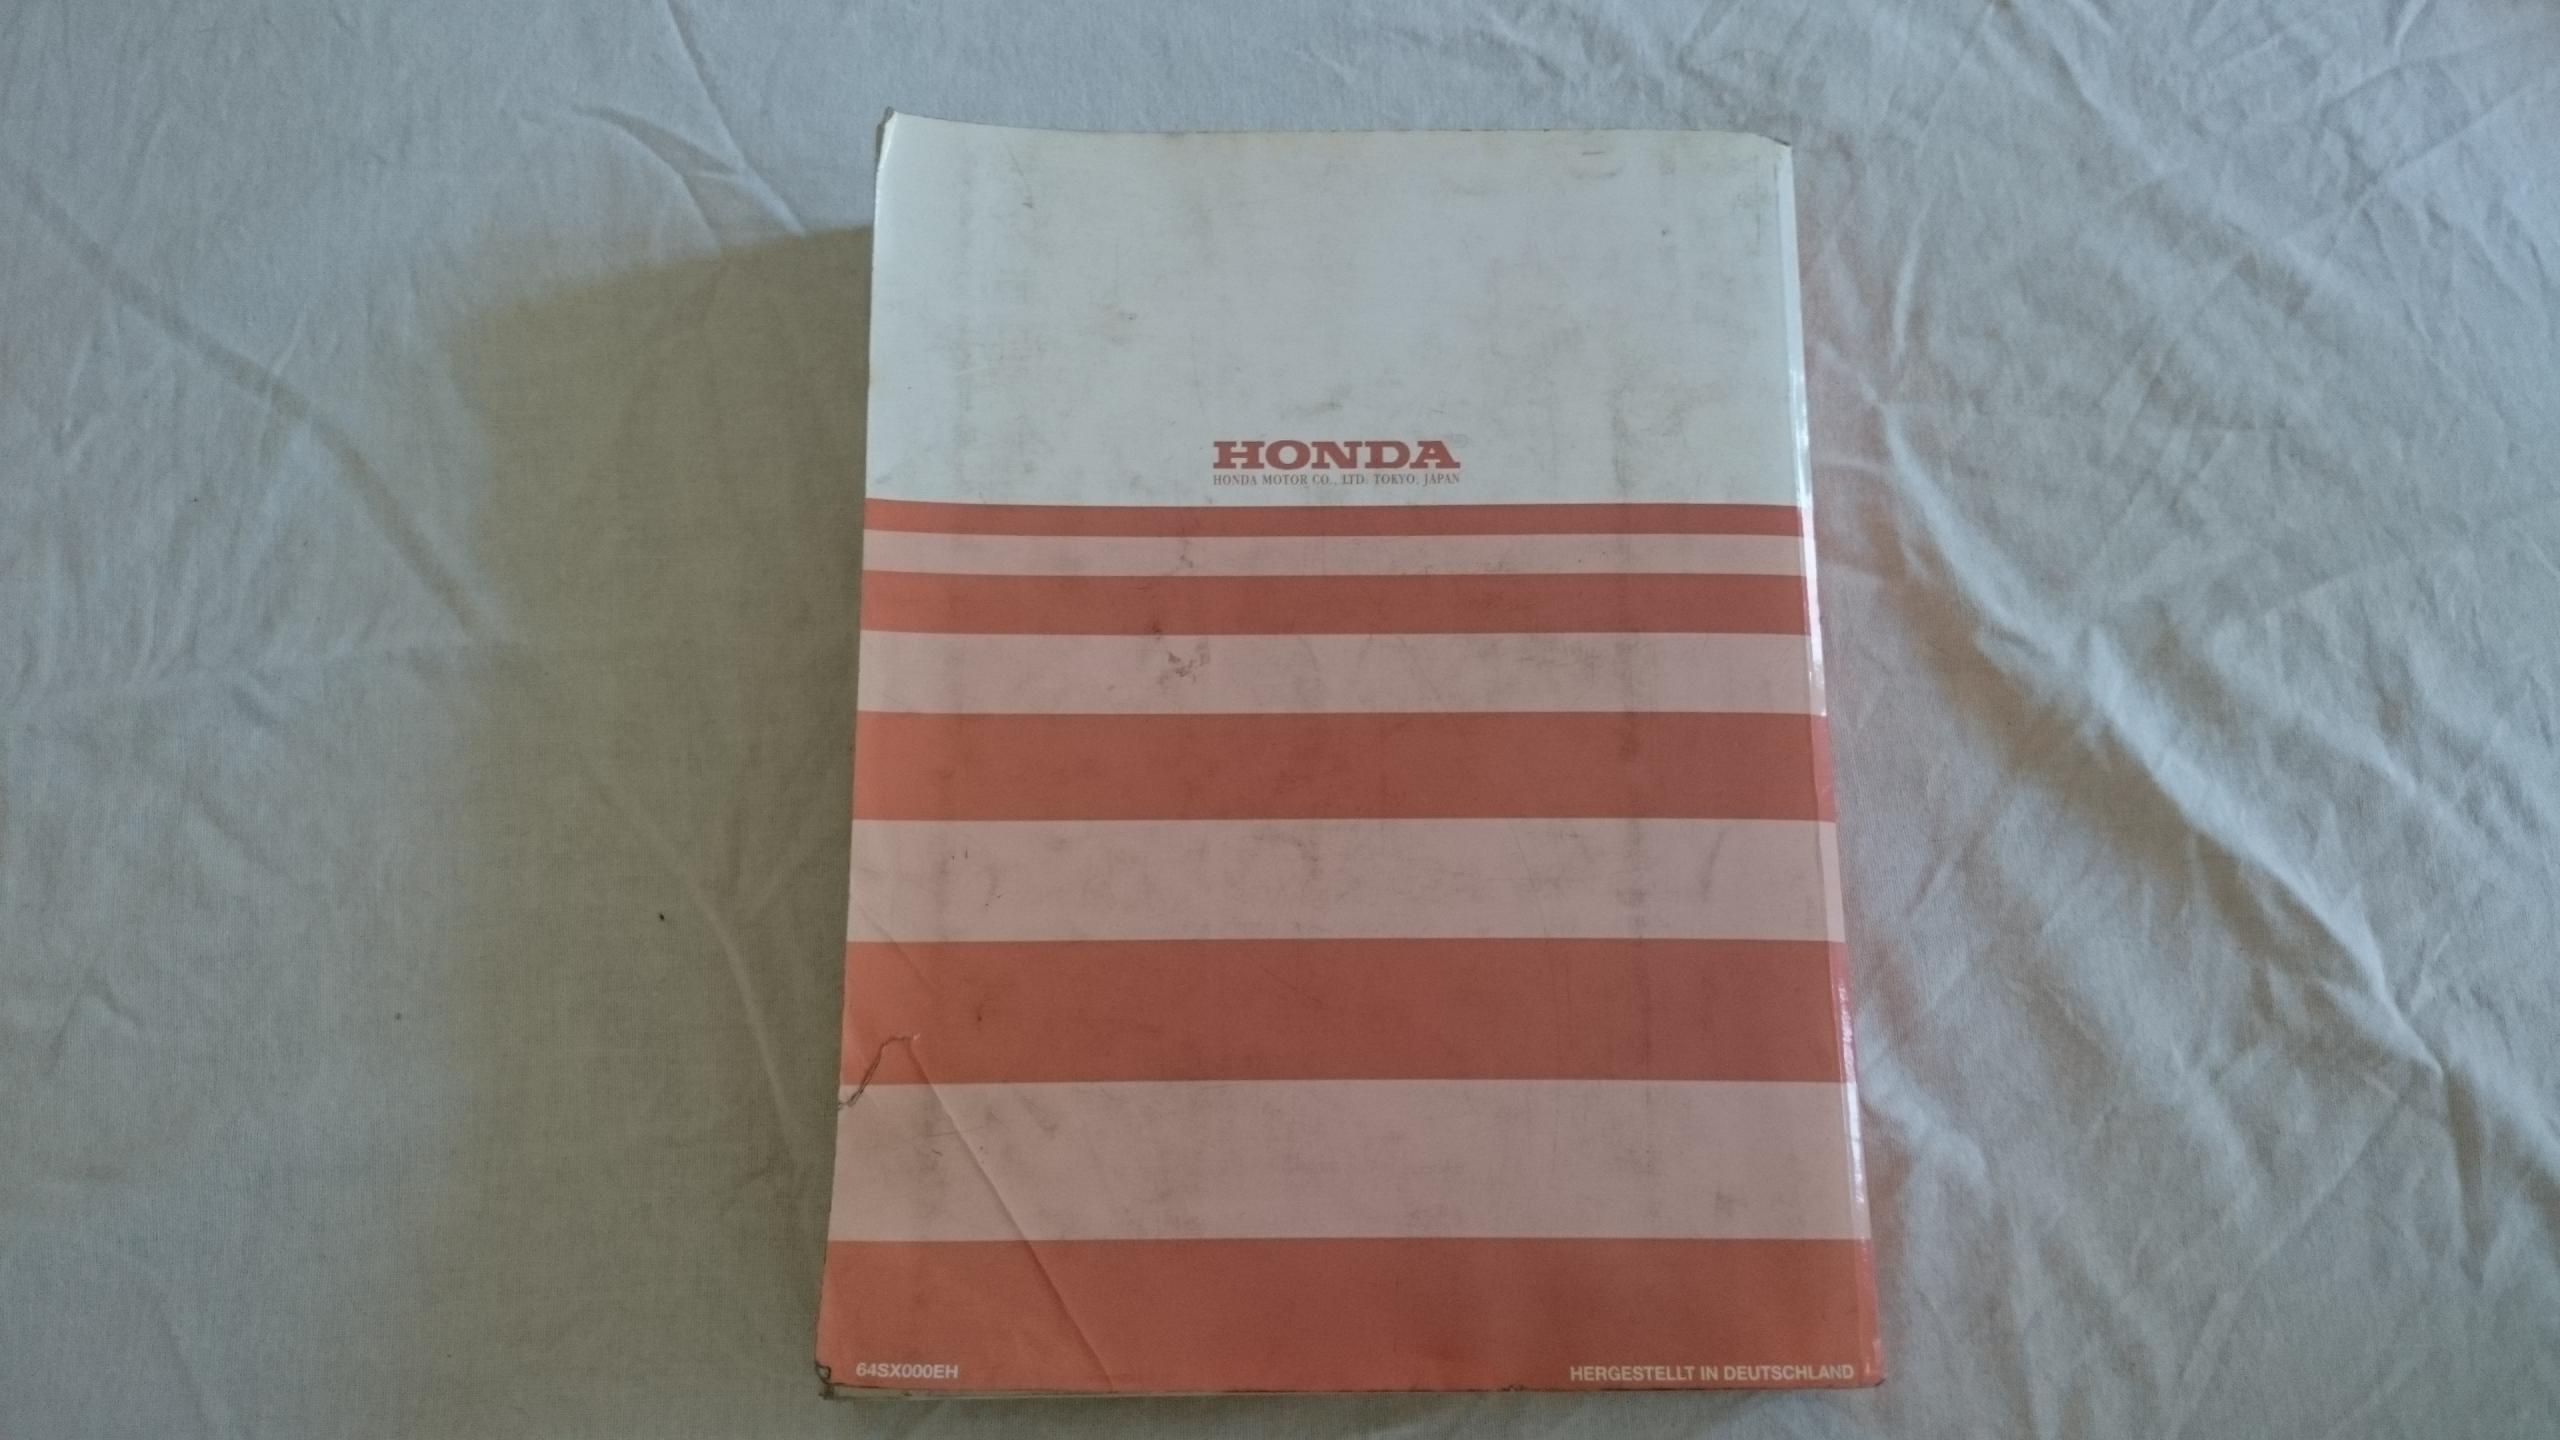 HONDA
HONDA MOTOR CO., LTD. TOKYO, JAPAN
64SX000EH
HERGESTELLT IN DEUTSCHLAND